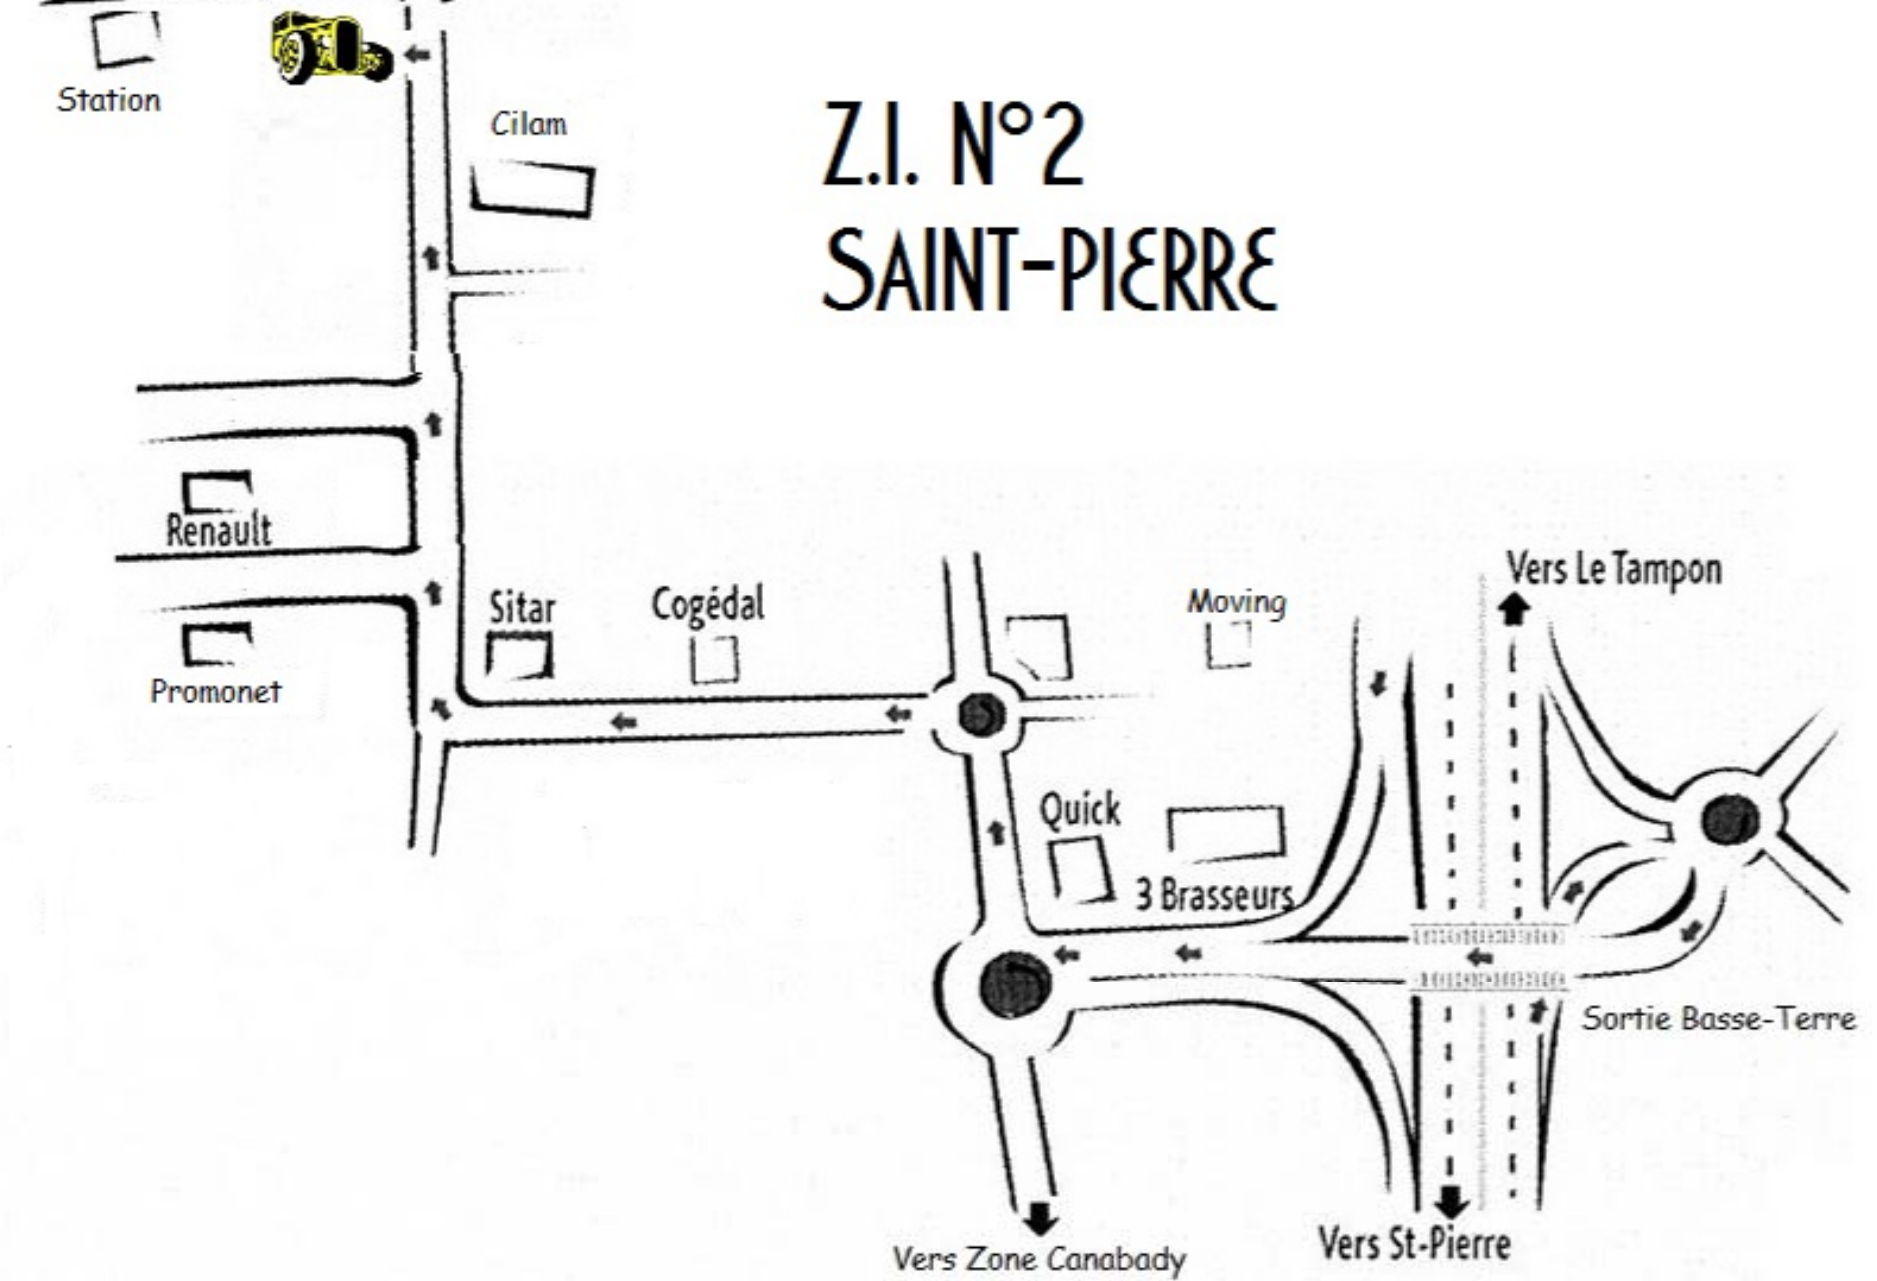 Station
Cilam
Z.I. N°2
SAINT-PIERRE
Renault
Promonet
Sitar
Cogédal
Moving
Vers Le Tampon
Quick
3 Brasseurs
Sortie Basse-Terre
Vers Zone Canabady
Vers St-Pierre